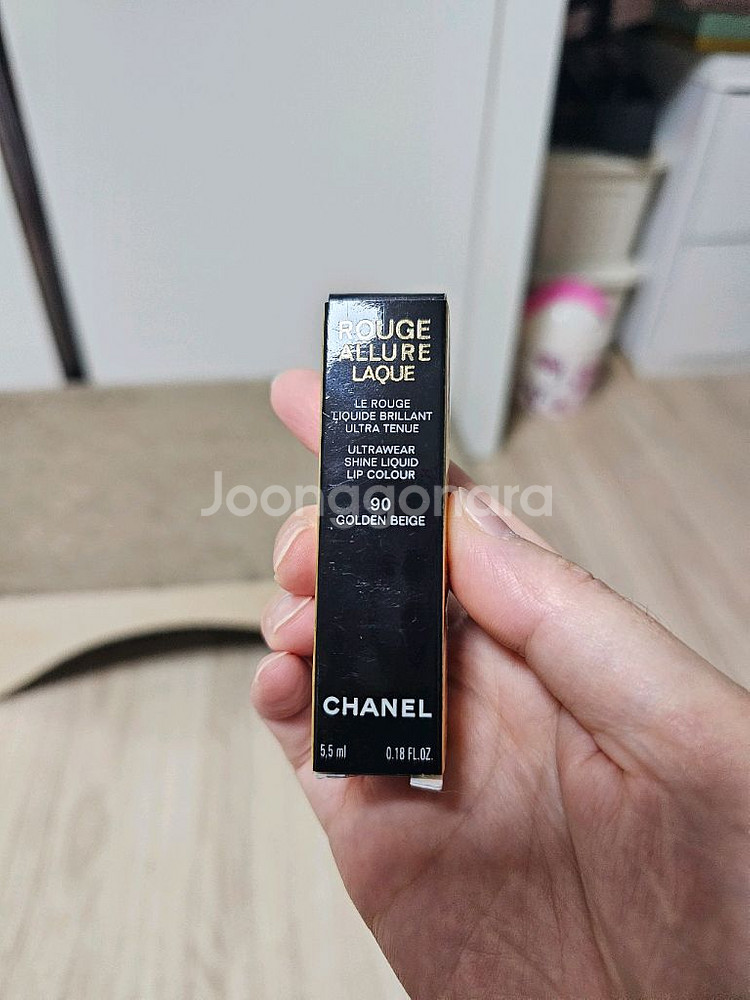 ROUGE
ALLURE
LAQUE
LE ROUGE
LIQUIDE BRILLANT
ULTRA TENUE
ULTRAWEAR
SHINE LIQUID
LIP COLOUR
Joonggonara
90
GOLDEN BEIGE
CHANEL
5,5 ml 0.18 FL.OZ.